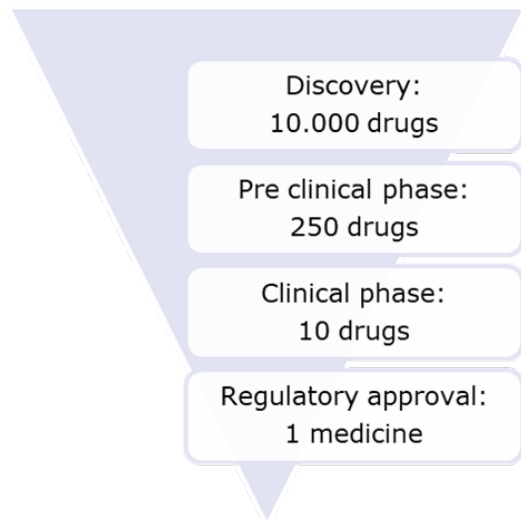 Discovery:
10.000 drugs
Pre clinical phase:
250 drugs
Clinical phase:
10 drugs
Regulatory approval:
1 medicine